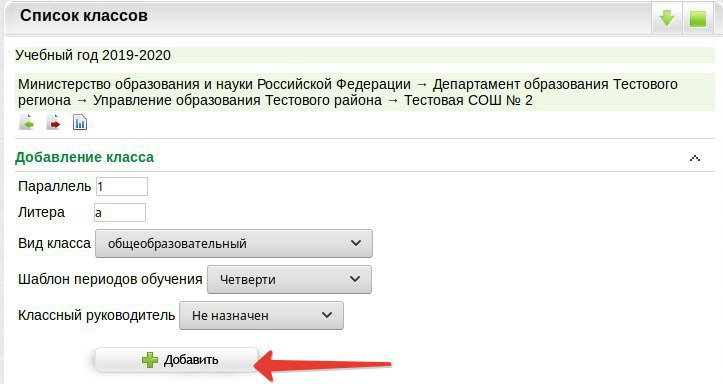 Список классов
Учебный год 2019-2020
Министерство образования и науки Российской Федерации → Департамент образования Тестового
региона → Управление образования Тестового района → Тестовая СОШ № 2
Добавление класса
Параллель 1
Литера а
Вид класса общеобразовательный
Шаблон периодов обучения Четверти
Классный руководитель Не назначен
Добавить